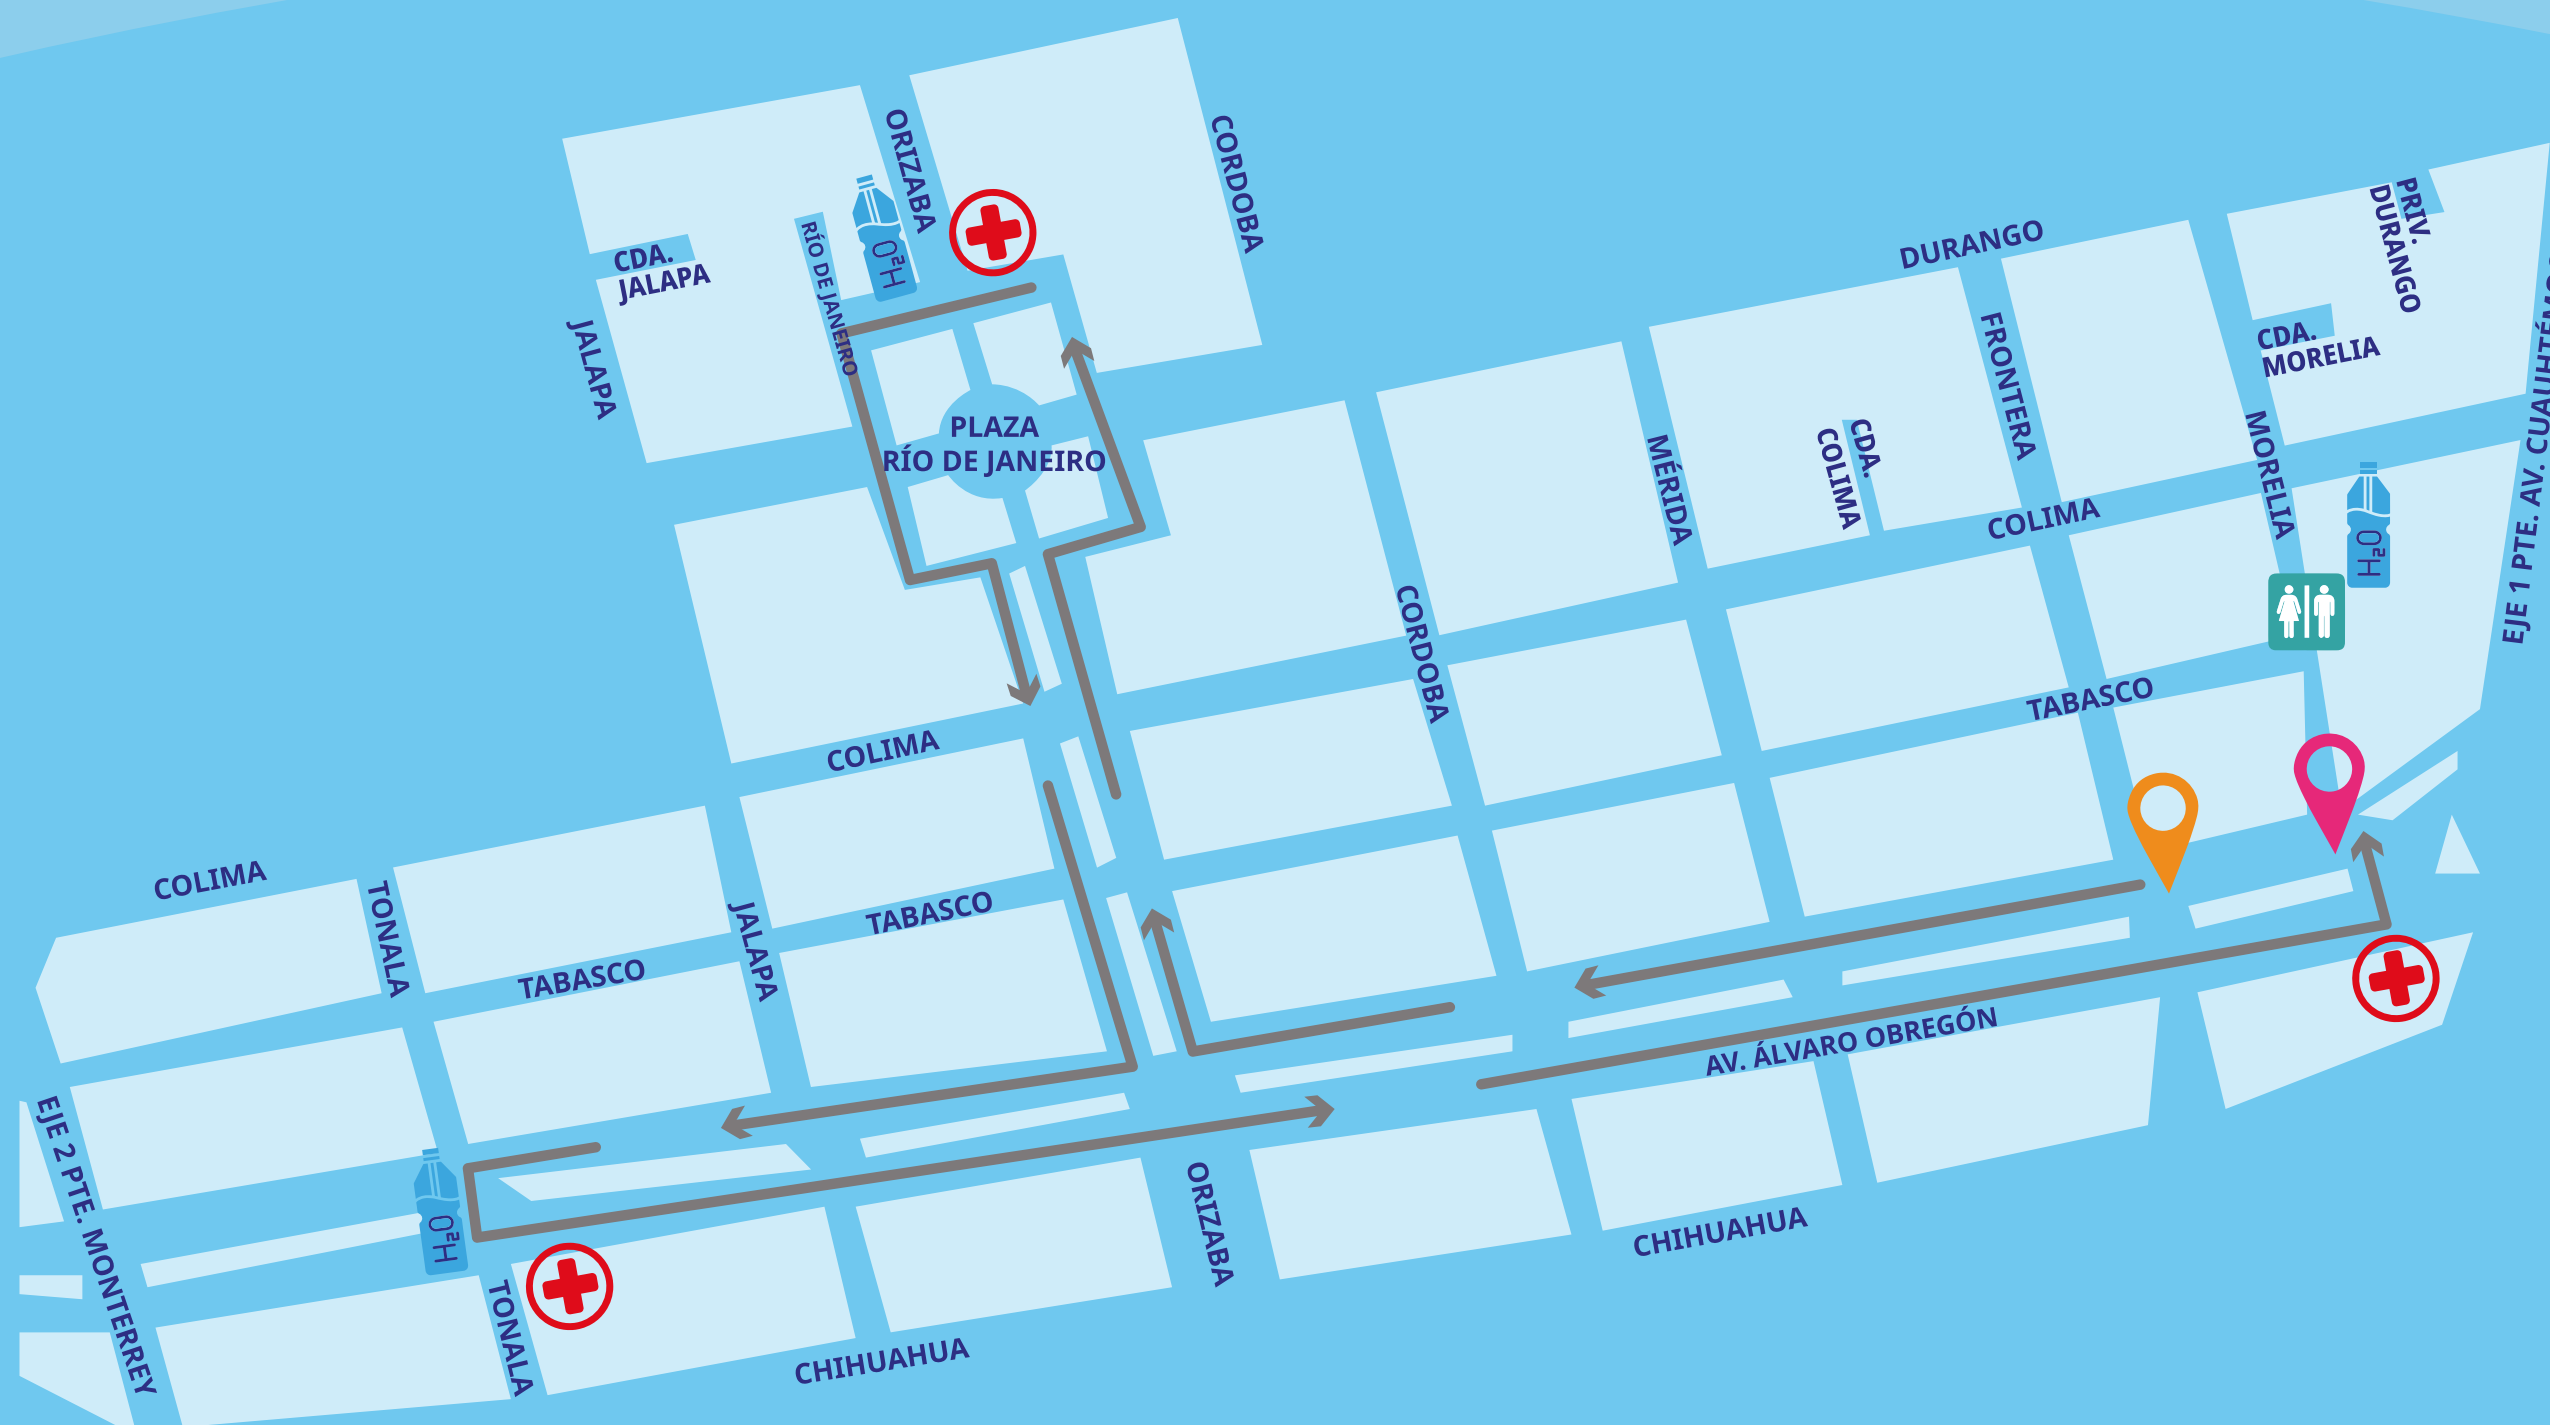 ORIZABA
CORDOBA
CDA.
JALAPA
RÍO DE JANEIRO
H₂O
JALAPA
PLAZA
RÍO DE JANEIRO
DURANGO
PRIV.
DURANGO
CDA.
MORELIA
FRONTERA
MORELIA
CDA.
COLIMA
MÉRIDA
COLIMA
H₂O
EJE 1 PTE. AV. CUAUHTÉMO
CORDOBA
TABASCO
COLIMA
COLIMA
TONALA
TABASCO
JALAPA
TABASCO
AV. ÁLVARO OBREGÓN
EJE 2 PTE. MONTERREY
H₂O
TONALA
ORIZABA
CHIHUAHUA
CHIHUAHUA